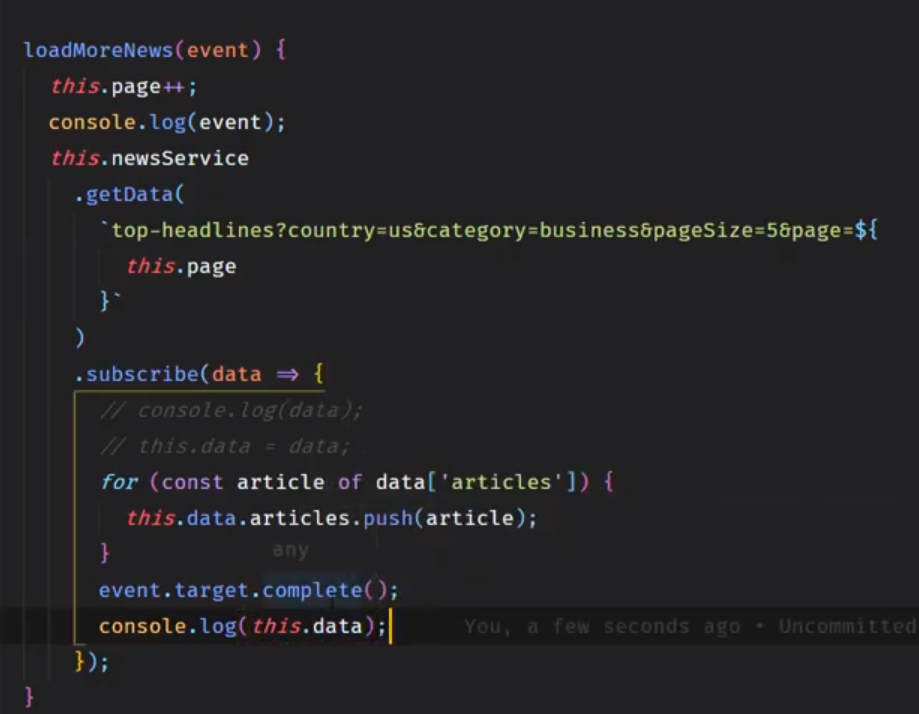 loadMoreNews(event) {
this.page++;
console.log(event);
this.newsService
.getData(
`top-headlines?country=us&category=business&pageSize=5&page=${
this.page
}`
)
.subscribe(data => {
// console.log(data);
// this.data = data;
for (const article of data['articles']) {
this.data.articles.push(article);
any
}
event.target.complete();
console.log(this.data); You, a few seconds ago • Uncommitted
});
}